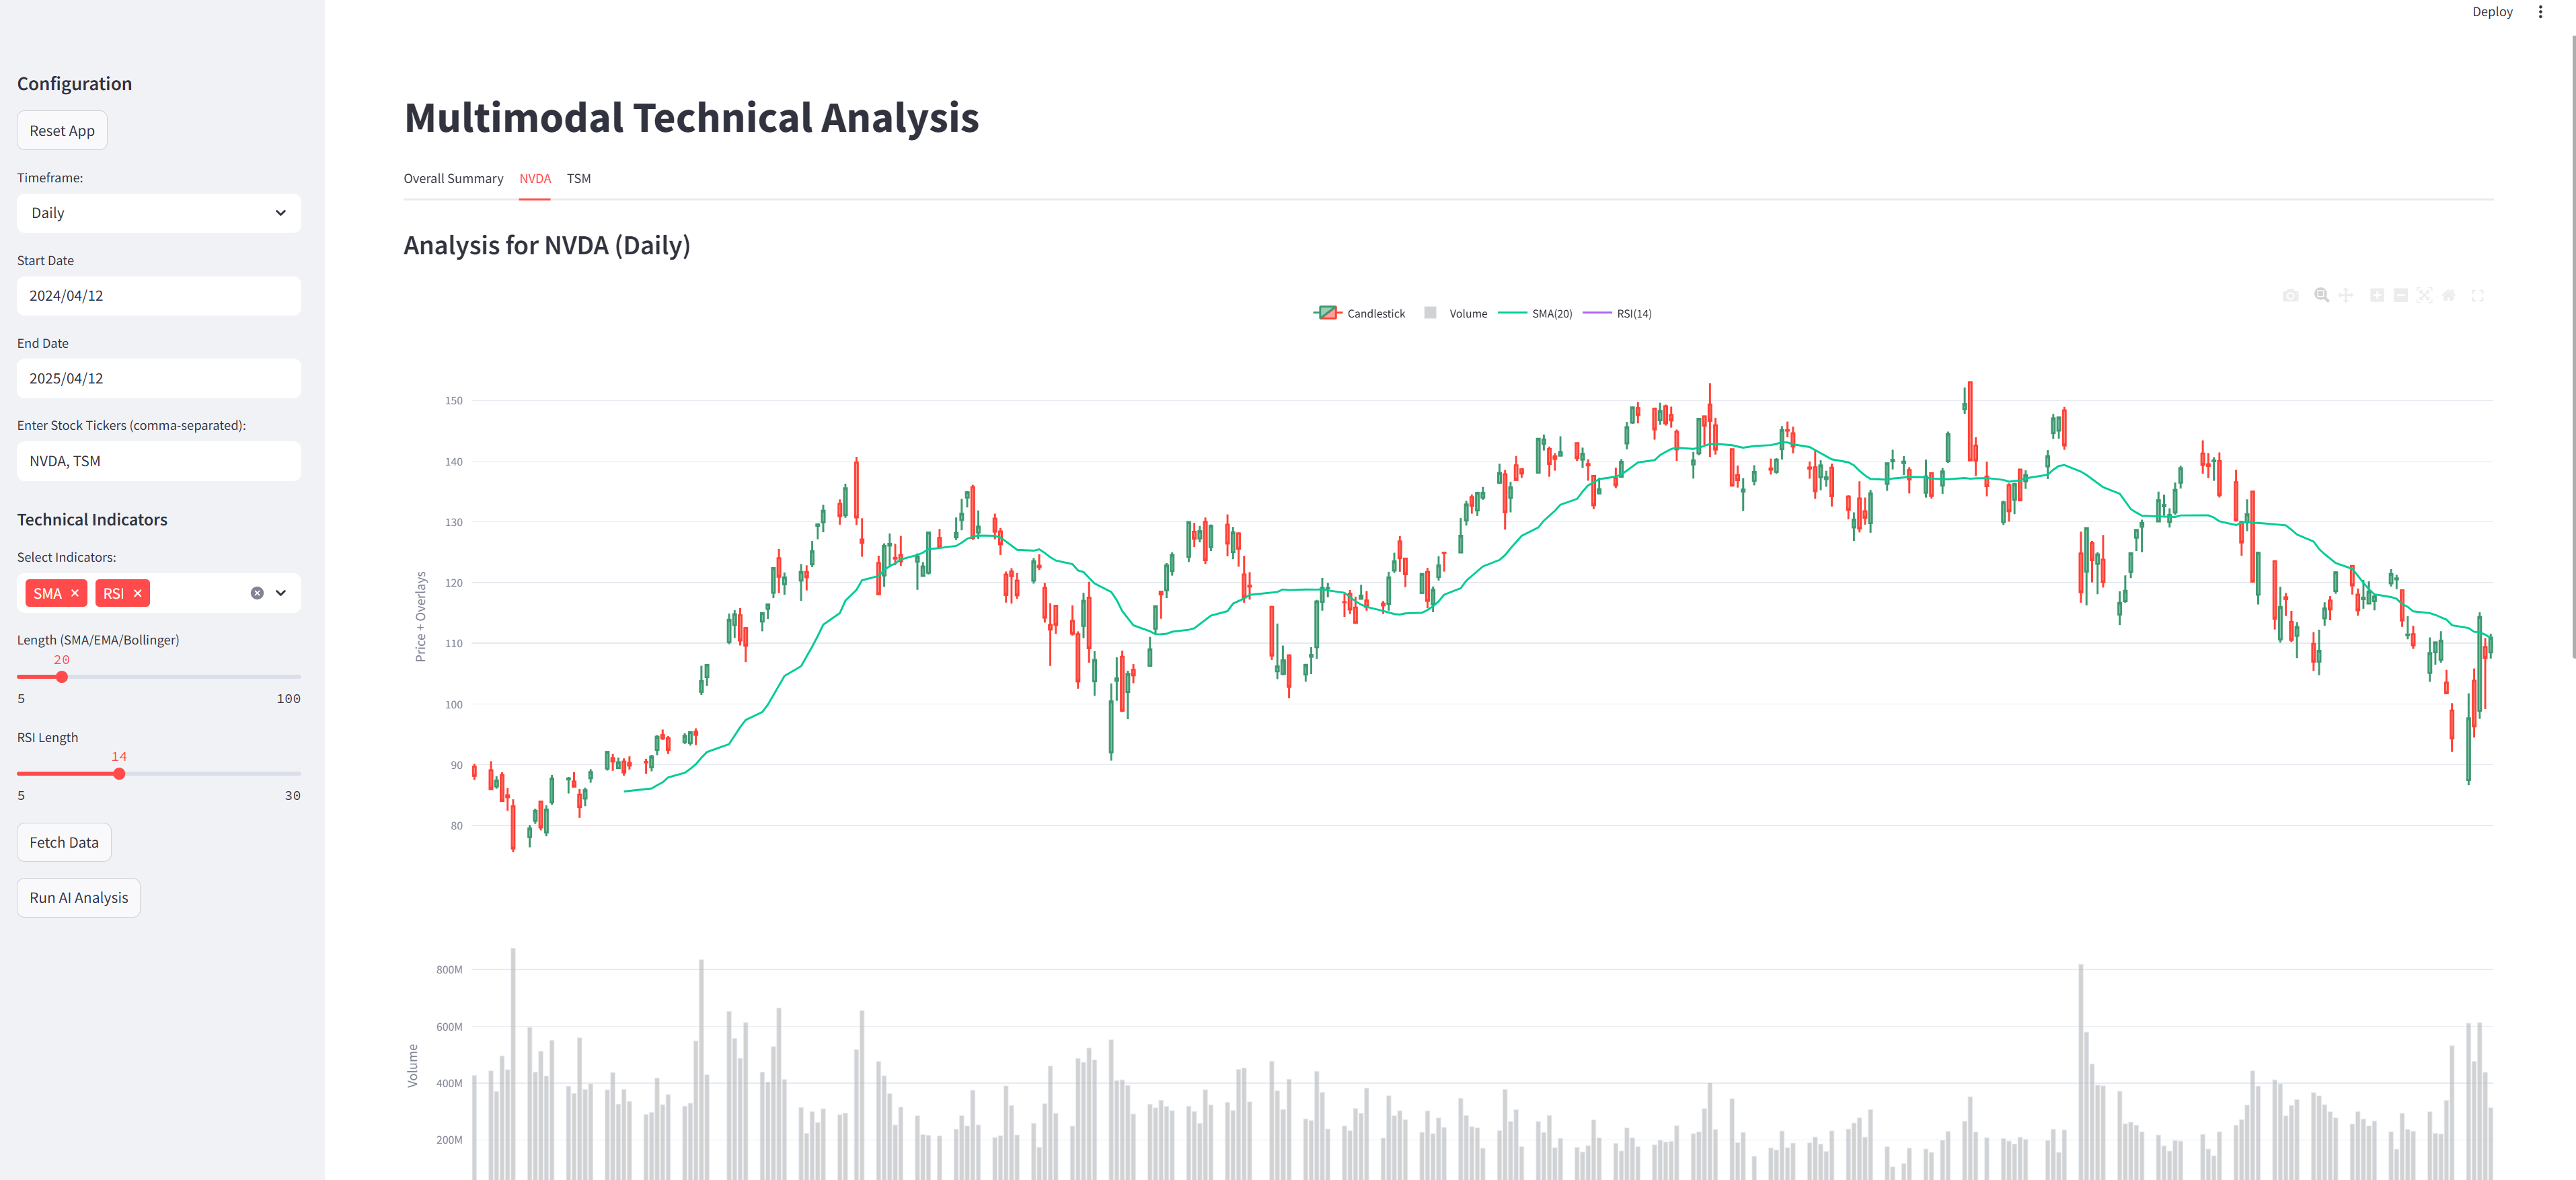 Deploy
Configuration
Reset App
Timeframe:
Daily
Start Date
2024/04/12
End Date
2025/04/12
Enter Stock Tickers (comma-separated):
NVDA, TSM
Technical Indicators
Select Indicators:
SMA × RSI ×
Length (SMA/EMA/Bollinger)
20
5 100
RSI Length
14
5 30
Fetch Data
Run AI Analysis
Multimodal Technical Analysis
Overall Summary NVDA TSM
Analysis for NVDA (Daily)
Candlestick Volume SMA(20) RSI(14)
Price + Overlays
150
140
130
120
110
100
90
80
Volume
800M
600M
400M
200M